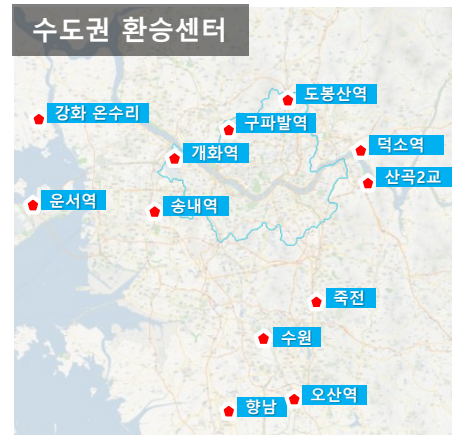 수도권 환승센터
도봉산역
강화 온수리
구파발역
개화역
덕소역
산곡2교
운서역
송내역
죽전
수원
오산역
향남